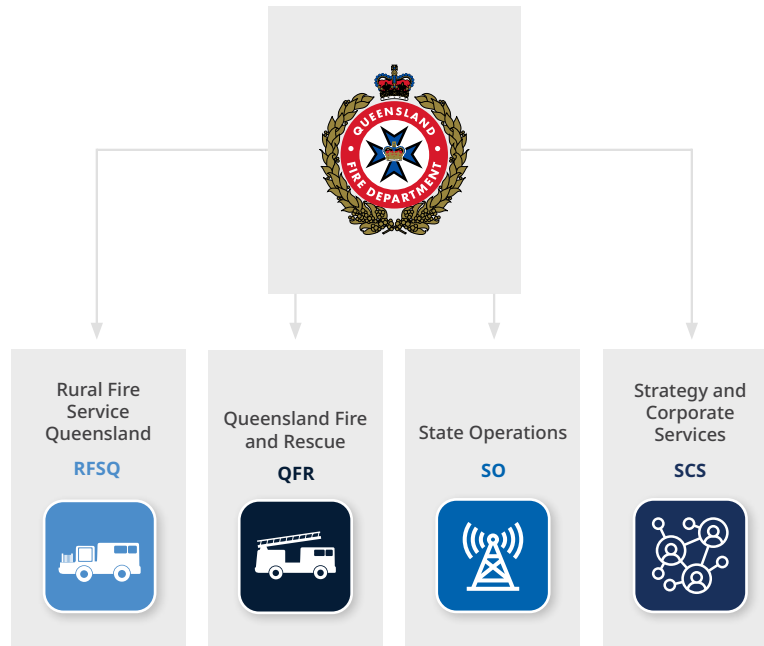 QUEENSLAND
FIRE DEPARTMENT
Rural Fire
Service
Queensland
RFSQ
Queensland Fire
and Rescue
QFR
State Operations
SO
Strategy and
Corporate
Services
SCS